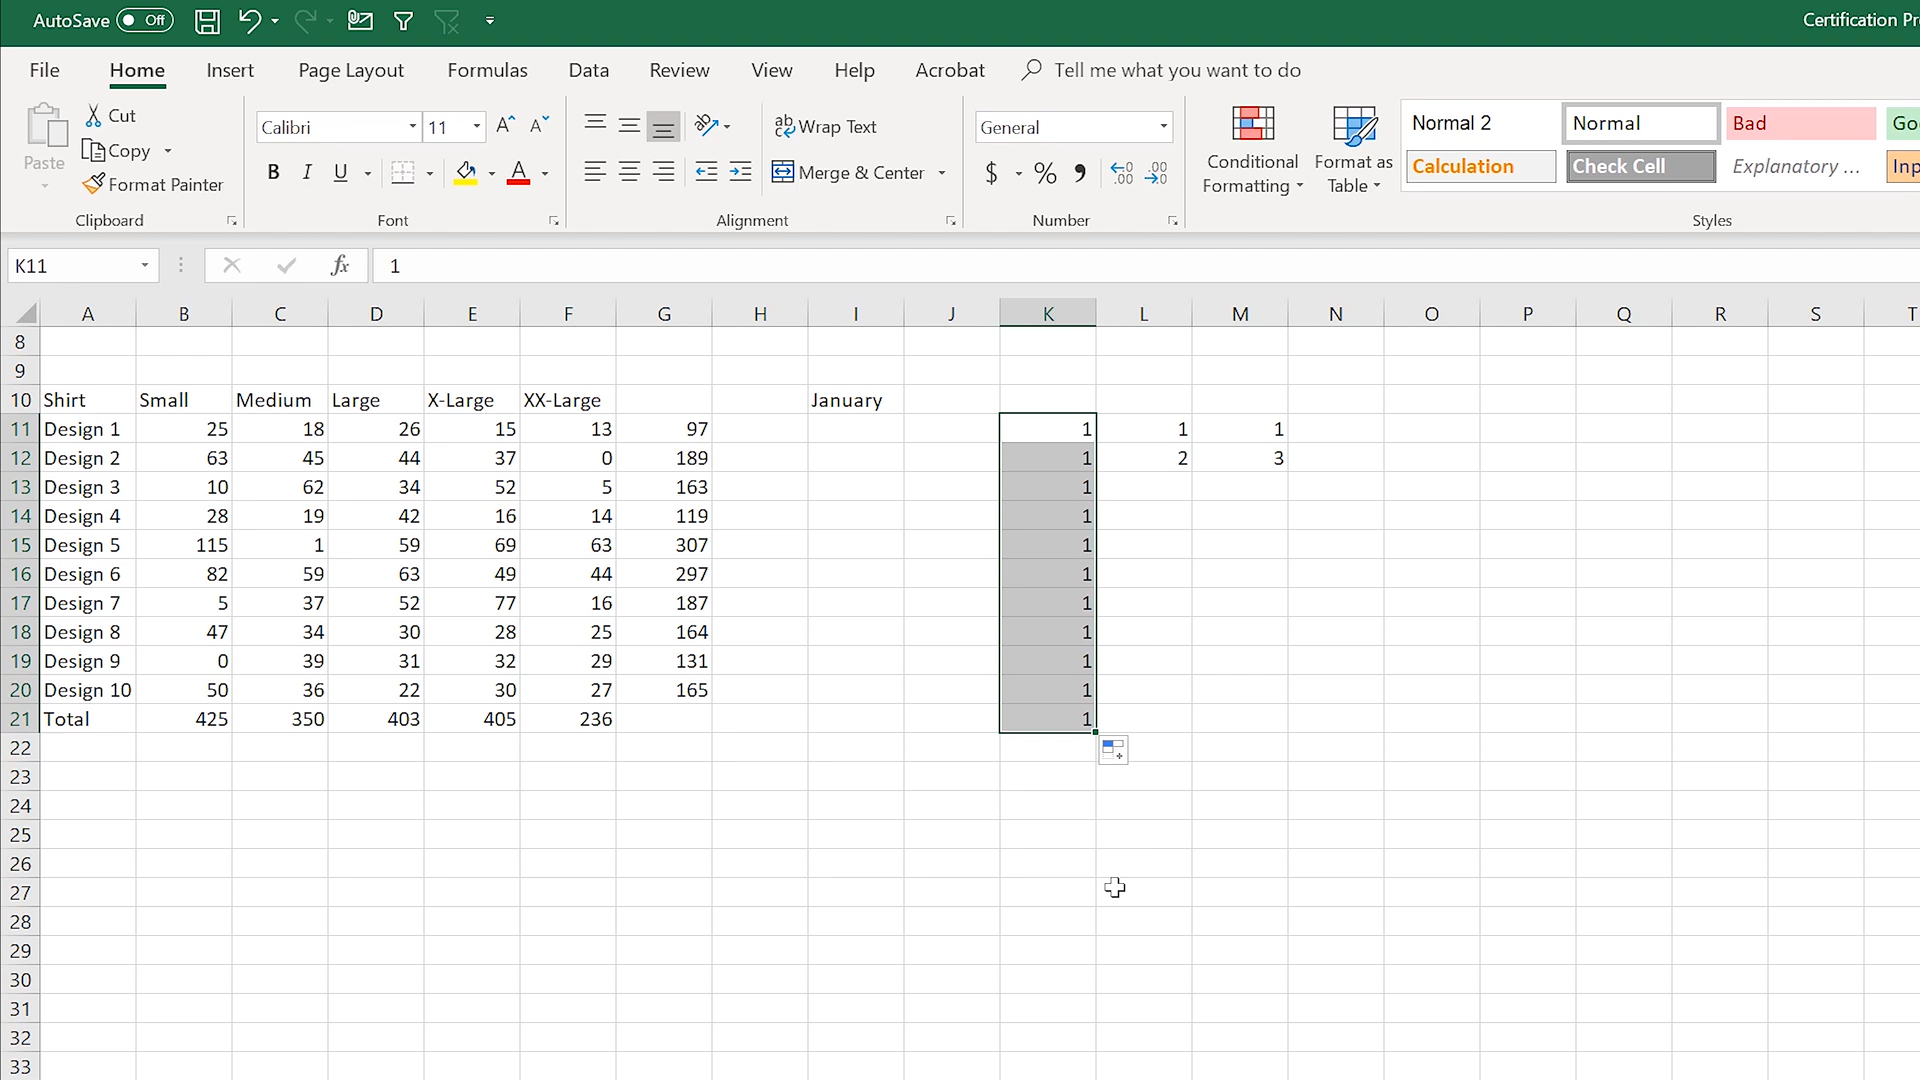 AutoSave Off Certification Pr
File Home Insert Page Layout Formulas Data Review View Help Acrobat Tell me what you want to do
Paste Cut Copy Format Painter
Calibri 11
B I U A
ab Wrap Text
Merge & Center
General
$ % 9 .00 .00
Conditional Formatting Format as Table
Normal 2 Normal Bad Go
Calculation Check Cell Explanatory ... Inp
Clipboard Font Alignment Number Styles
K11 fx 1
A B C D E F G H I J K L M N O P Q R S T
8
9
10 Shirt Small Medium Large X-Large XX-Large January
11 Design 1 25 18 26 15 13 97 1 1 1
12 Design 2 63 45 44 37 0 189 1 2 3
13 Design 3 10 62 34 52 5 163 1
14 Design 4 28 19 42 16 14 119 1
15 Design 5 115 1 59 69 63 307 1
16 Design 6 82 59 63 49 44 297 1
17 Design 7 5 37 52 77 16 187 1
18 Design 8 47 34 30 28 25 164 1
19 Design 9 0 39 31 32 29 131 1
20 Design 10 50 36 22 30 27 165 1
21 Total 425 350 403 405 236 1
22
23
24
25
26
27
28
29
30
31
32
33